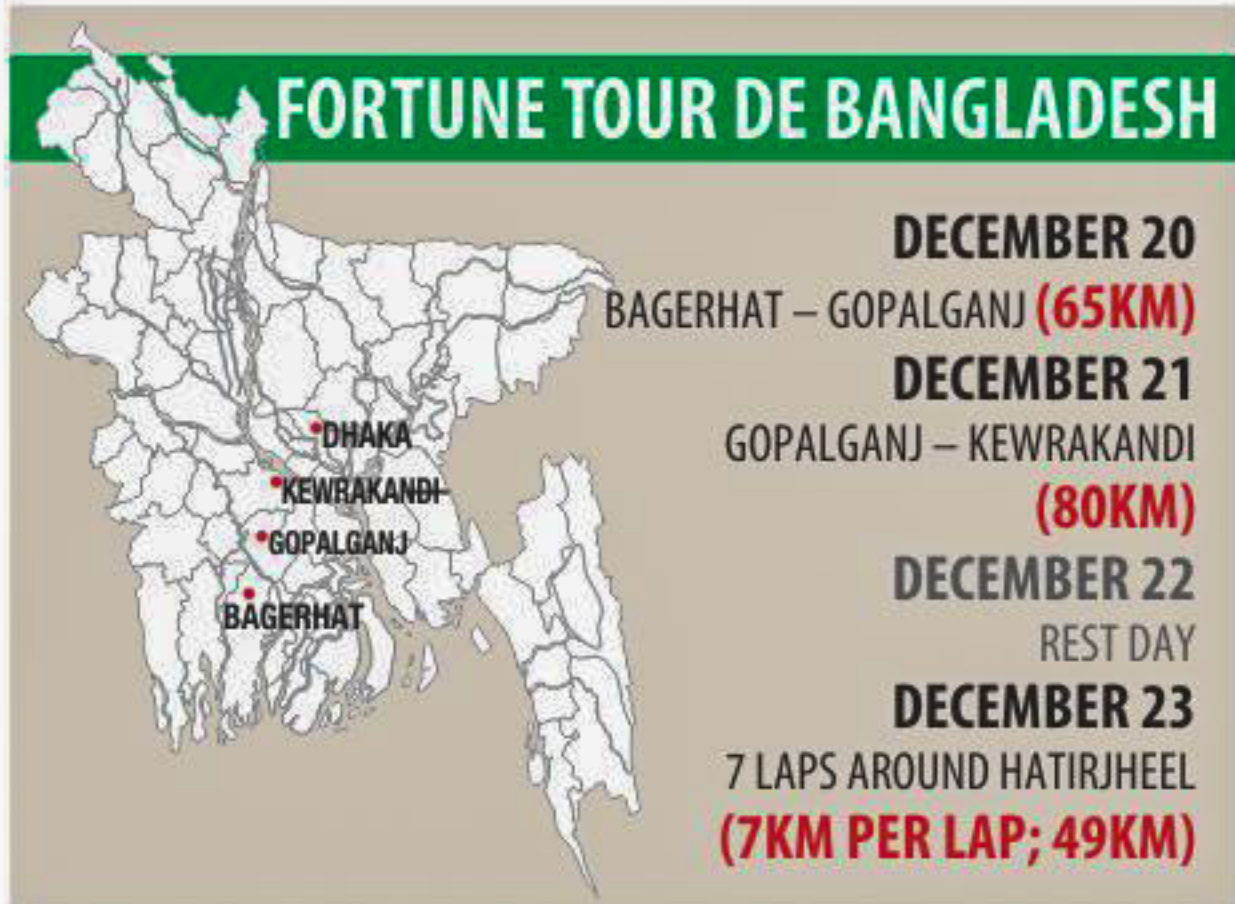 FORTUNE TOUR DE BANGLADESH
DECEMBER 20
BAGERHAT – GOPALGANJ (65KM)
DECEMBER 21
GOPALGANJ – KEWRAKANDI
(80KM)
DECEMBER 22
REST DAY
DECEMBER 23
7 LAPS AROUND HATIRJHEEL
(7KM PER LAP; 49KM)
DHAKA
KEWRAKANDI
GOPALGANJ
BAGERHAT